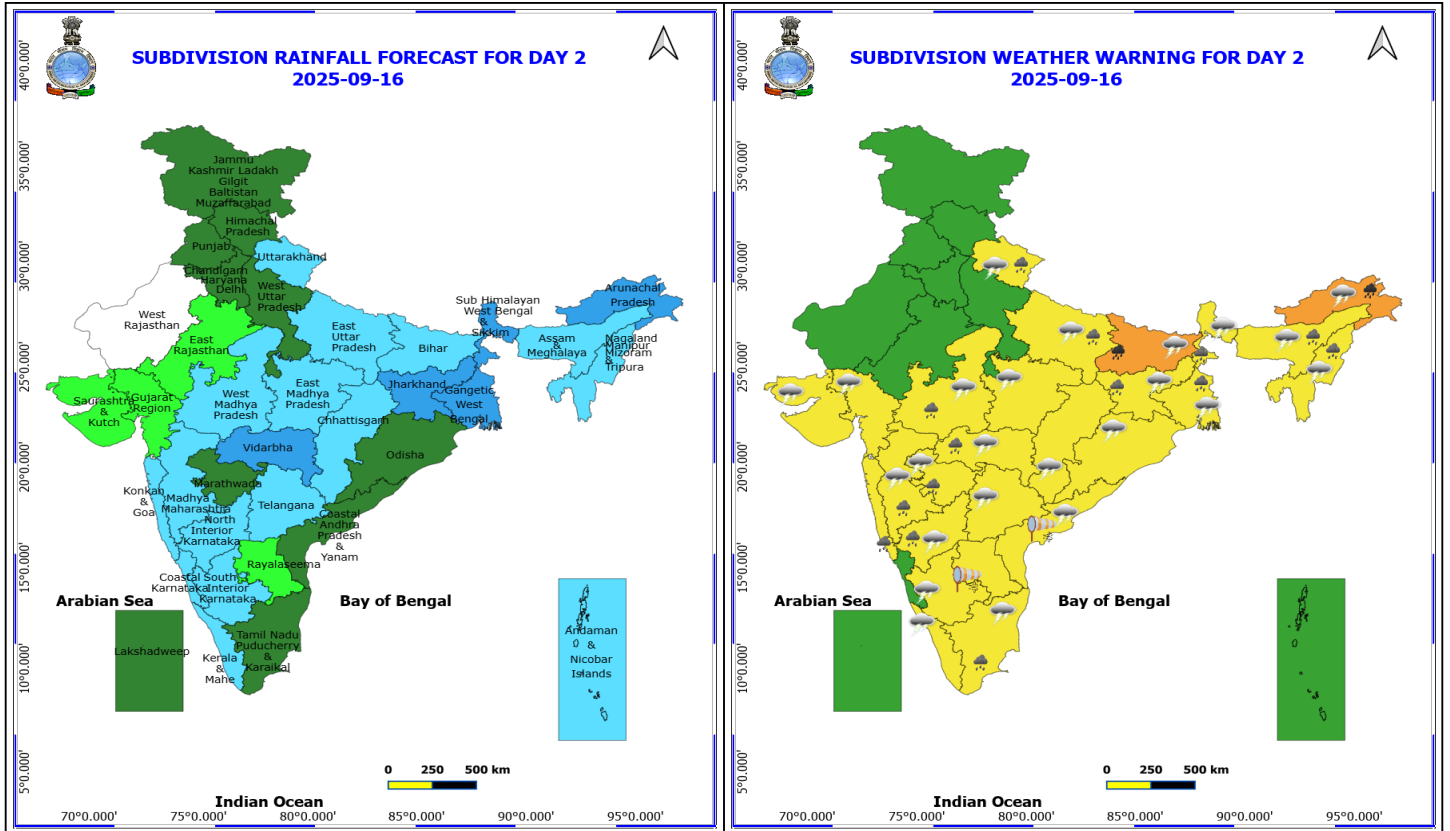 SUBDIVISION RAINFALL FORECAST FOR DAY 2
2025-09-16
40°0.000'
35°0.000'
30°0.000'
25°0.000'
20°0.000'
15°0.000'
10°0.000'
5°0.000'
Jammu
Kashmir Ladakh
Gilgit
Baltistan
Muzaffarabad
Himachal
Pradesh
Punjab
Uttarakhand
Chandigarh
Haryana
Delhi
West
Uttar
Pradesh
West
Rajasthan
East
Rajasthan
East
Uttar
Pradesh
Bihar
Sub Himalayan
West Bengal
&
Sikkim
Arunachal
Pradesh
Assam
&
Meghalaya
Nagaland
Manipur
Mizoram
&
Tripura
Saurashtra
&
Kutch
Gujarat
Region
West
Madhya
Pradesh
East
Madhya
Pradesh
Jharkhand
Gangetic
West
Bengal
Chhattisgarh
Vidarbha
Odisha
Marathwada
Konkan
&
Goa
Madhya
Maharashtra
Telangana
North
Interior
Karnataka
Coastal
Andhra
Pradesh
&
Yanam
Rayalaseema
Coastal
Karnataka
South
Interior
Karnataka
Arabian Sea
Bay of Bengal
Lakshadweep
Tamil Nadu
Puducherry
&
Karaikal
Kerala
&
Mahe
Andaman
&
Nicobar
Islands
0 250 500 km
Indian Ocean
70°0.000' 75°0.000' 80°0.000' 85°0.000' 90°0.000' 95°0.000'
SUBDIVISION WEATHER WARNING FOR DAY 2
2025-09-16
40°0.000'
35°0.000'
30°0.000'
25°0.000'
20°0.000'
15°0.000'
10°0.000'
5°0.000'
Arabian Sea
Bay of Bengal
0 250 500 km
Indian Ocean
70°0.000' 75°0.000' 80°0.000' 85°0.000' 90°0.000' 95°0.000'